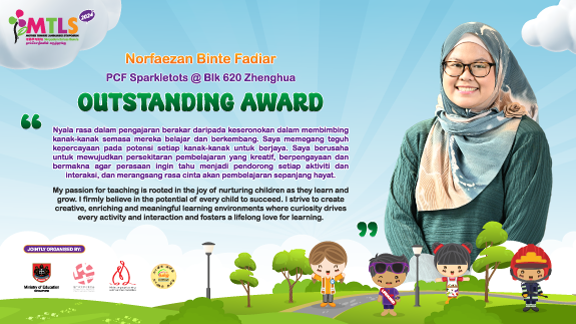 MTLS
2024
Norfaezan Binte Fadiar
PCF Sparkletots @ Blk 620 Zhenghua
OUTSTANDING AWARD
Nyala rasa dalam pengajaran berakar daripada keseronokan dalam membimbing
kanak-kanak semasa mereka belajar dan berkembang. Saya memegang teguh
kepercayaan pada potensi setiap kanak-kanak untuk berjaya. Saya berusaha
untuk mewujudkan persekitaran pembelajaran yang kreatif, berpengayaan dan
bermakna agar perasaan ingin tahu menjadi pendorong setiap aktiviti dan
interaksi, dan merangsang rasa cinta akan pembelajaran sepanjang hayat.
My passion for teaching is rooted in the joy of nurturing children as they learn and
grow. I firmly believe in the potential of every child to succeed. I strive to create
creative, enriching and meaningful learning environments where curiosity drives
every activity and interaction and fosters a lifelong love for learning.
JOINTLY ORGANISED BY:
Ministry of Education
SINGAPORE